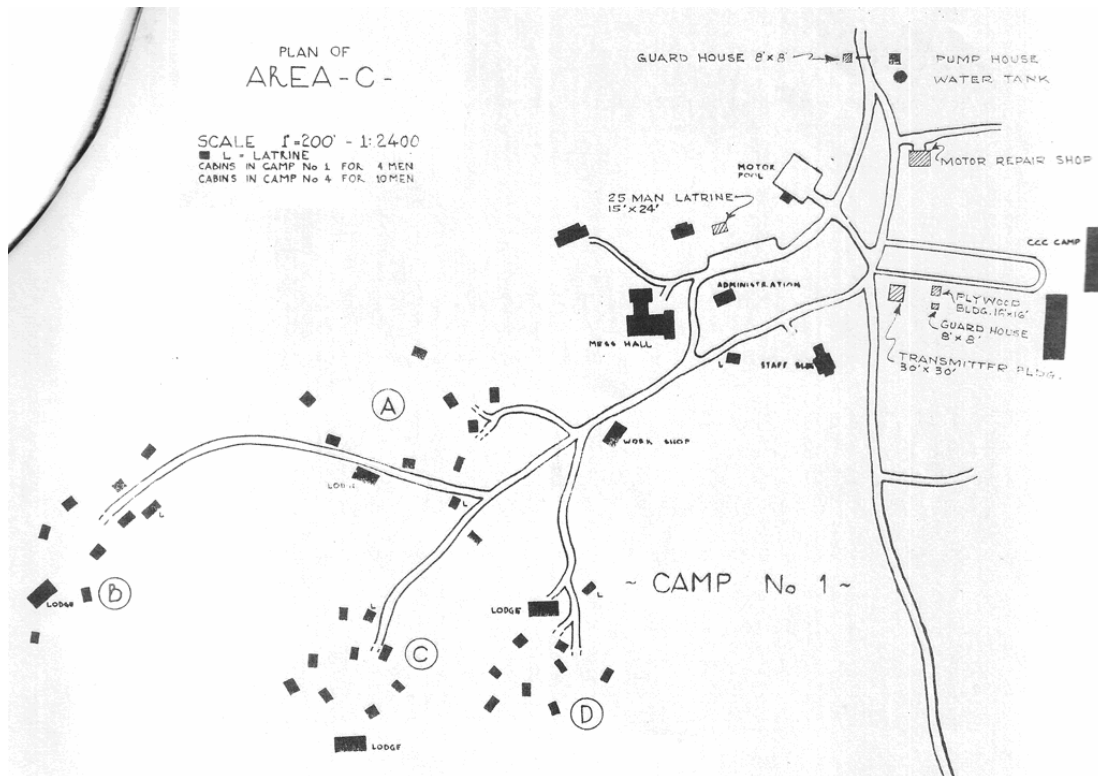 PLAN OF
AREA-C-
SCALE 1"=200' - 1:2400
L = LATRINE
CABINS IN CAMP No 1 FOR 4 MEN
CABINS IN CAMP No 4 FOR 10 MEN
GUARD HOUSE 8'x8'
PUMP HOUSE
WATER TANK
MOTOR REPAIR SHOP
MOTOR
POOL
25 MAN LATRINE
15'x24'
CCC CAMP
ADMINISTRATION
PLYWOOD
BLDG. 16'x16'
GUARD HOUSE
8'x8'
MESS HALL
L
STAFF BLDG
TRANSMITTER BLDG.
30'x30'
A
WORK SHOP
LODGE
L
L
B
LODGE
L
LODGE
L
~ CAMP No 1 ~
C
D
LODGE